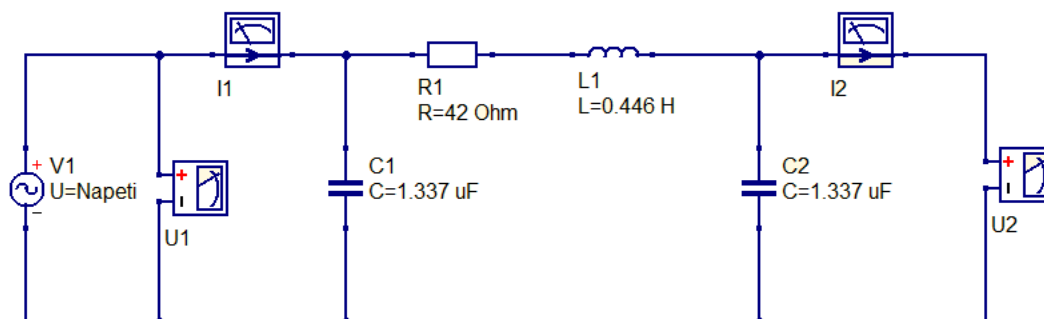 I1
R1
R=42 Ohm
L1
L=0.446 H
I2
+
V1
U=Napeti
−
+
I
U1
C1
C=1.337 uF
C2
C=1.337 uF
+
I
U2